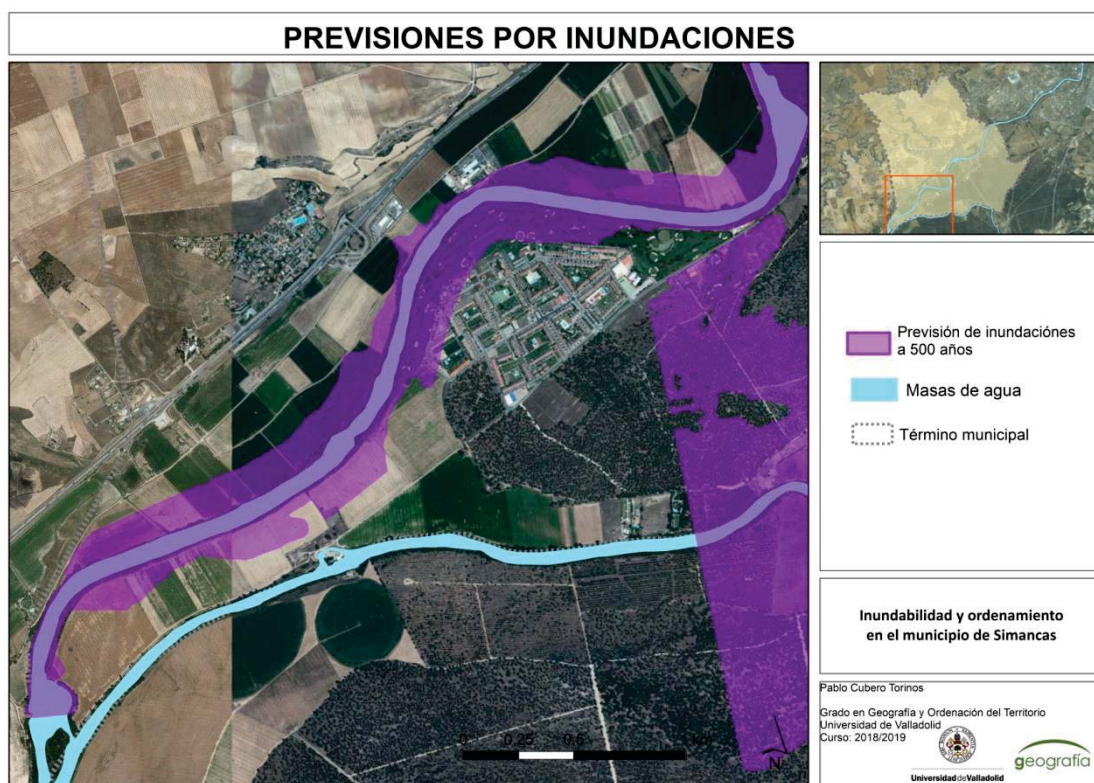 PREVISIONES POR INUNDACIONES
Previsión de inundaciónes
a 500 años
Masas de agua
Término municipal
Inundabilidad y ordenamiento
en el municipio de Simancas
Pablo Cubero Torinos
Grado en Geografía y Ordenación del Territorio
Universidad de Valladolid
Curso: 2018/2019
Universidad de Valladolid
geografía
0 0,25 0,5
N